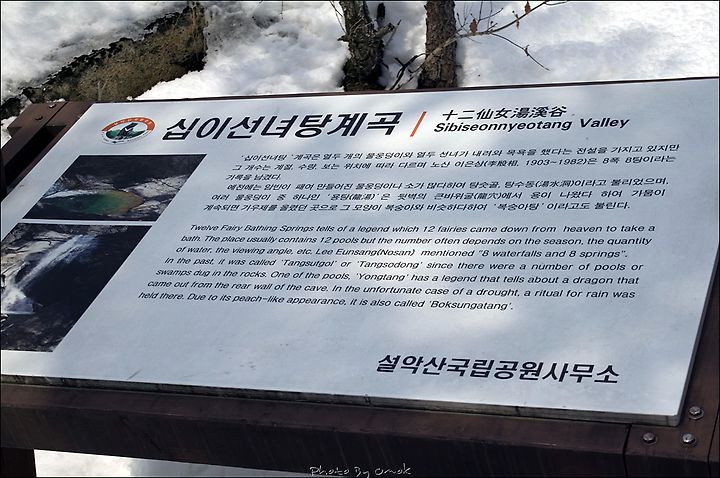 십이선녀탕계곡 / 十二仙女湯溪谷
Sibiseonnyeotang Valley
'십이선녀탕' 계곡은 열두 개의 물웅덩이와 열두 선녀가 내려와 목욕을 했다는 전설을 가지고 있지만
그 개수는 계절, 수량, 보는 위치에 따라 다르며 노산 이은상(李殷相, 1903~1982)은 8폭 8탕이라는
기록을 남겼다.
예전에는 암반이 패여 만들어진 물웅덩이나 소가 많다하여 탕숫골, 탕수동(湯水洞)이라고 불리었으며,
여러 물웅덩이 중 하나인 '용탕(龍湯)'은 뒷벽의 큰바위굴(龍穴)에서 용이 나왔다 하여 가뭄이
계속되면 기우제를 올렸던 곳으로 그 모양이 복숭아와 비슷하다하여 '복숭아탕'이라고도 불린다.
Twelve Fairy Bathing Springs tells of a legend which 12 fairies came down from heaven to take a
bath. The place usually contains 12 pools but the number often depends on the season, the quantity
of water, the viewing angle, etc. Lee Eunsang(Nosan) mentioned "8 waterfalls and 8 springs".
In the past, it was called 'Tangsutgol' or 'Tangsodong' since there were a number of pools or
swamps dug in the rocks. One of the pools, 'Yongtang' has a legend that tells about a dragon that
came out from the rear wall of the cave. In the unfortunate case of a drought, a ritual for rain was
held there. Due to its peach-like appearance, it is also called 'Boksungatang'.
설악산국립공원사무소
Photo By Omok